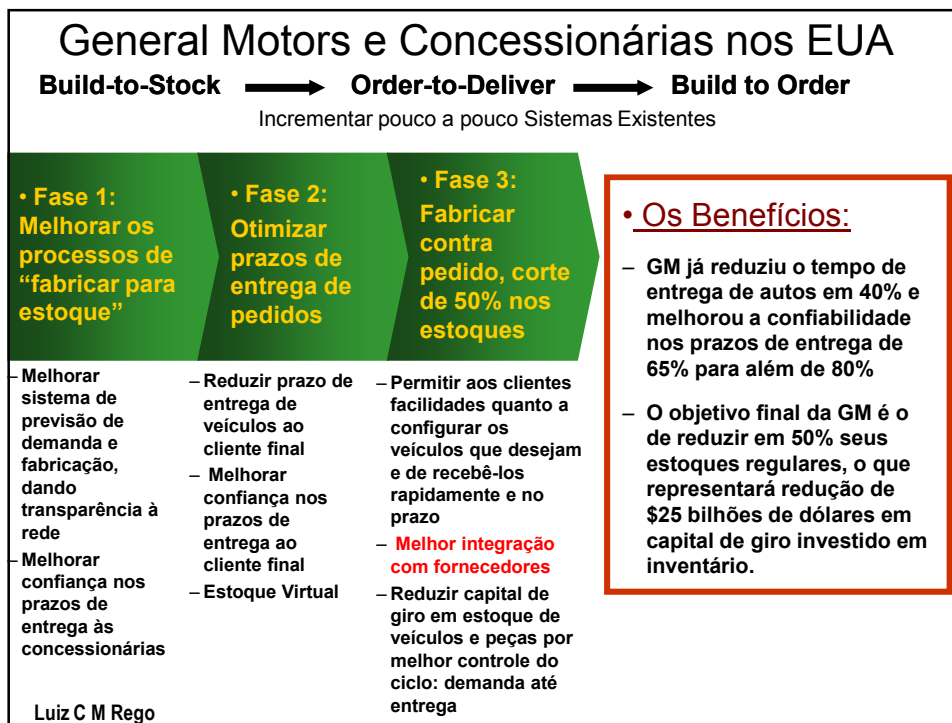 General Motors e Concessionárias nos EUA
Build-to-Stock Order-to-Deliver Build to Order
Incrementar pouco a pouco Sistemas Existentes
• Fase 1:
Melhorar os
processos de
“fabricar para
estoque”
– Melhorar
sistema de
previsão de
demanda e
fabricação,
dando
transparência à
rede
– Melhorar
confiança nos
prazos de
entrega às
concessionárias
• Fase 2:
Otimizar
prazos de
entrega de
pedidos
– Reduzir prazo de
entrega de
veículos ao
cliente final
– Melhorar
confiança nos
prazos de
entrega ao
cliente final
– Estoque Virtual
• Fase 3:
Fabricar
contra
pedido, corte
de 50% nos
estoques
– Permitir aos clientes
facilidades quanto a
configurar os
veículos que desejam
e de recebê-los
rapidamente e no
prazo
– Melhor integração
com fornecedores
– Reduzir capital de
giro em estoque de
veículos e peças por
melhor controle do
ciclo: demanda até
entrega
• Os Benefícios:
– GM já reduziu o tempo de
entrega de autos em 40% e
melhorou a confiabilidade
nos prazos de entrega de
65% para além de 80%
– O objetivo final da GM é o
de reduzir em 50% seus
estoques regulares, o que
representará redução de
$25 bilhões de dólares em
capital de giro investido em
inventário.
Luiz C M Rego